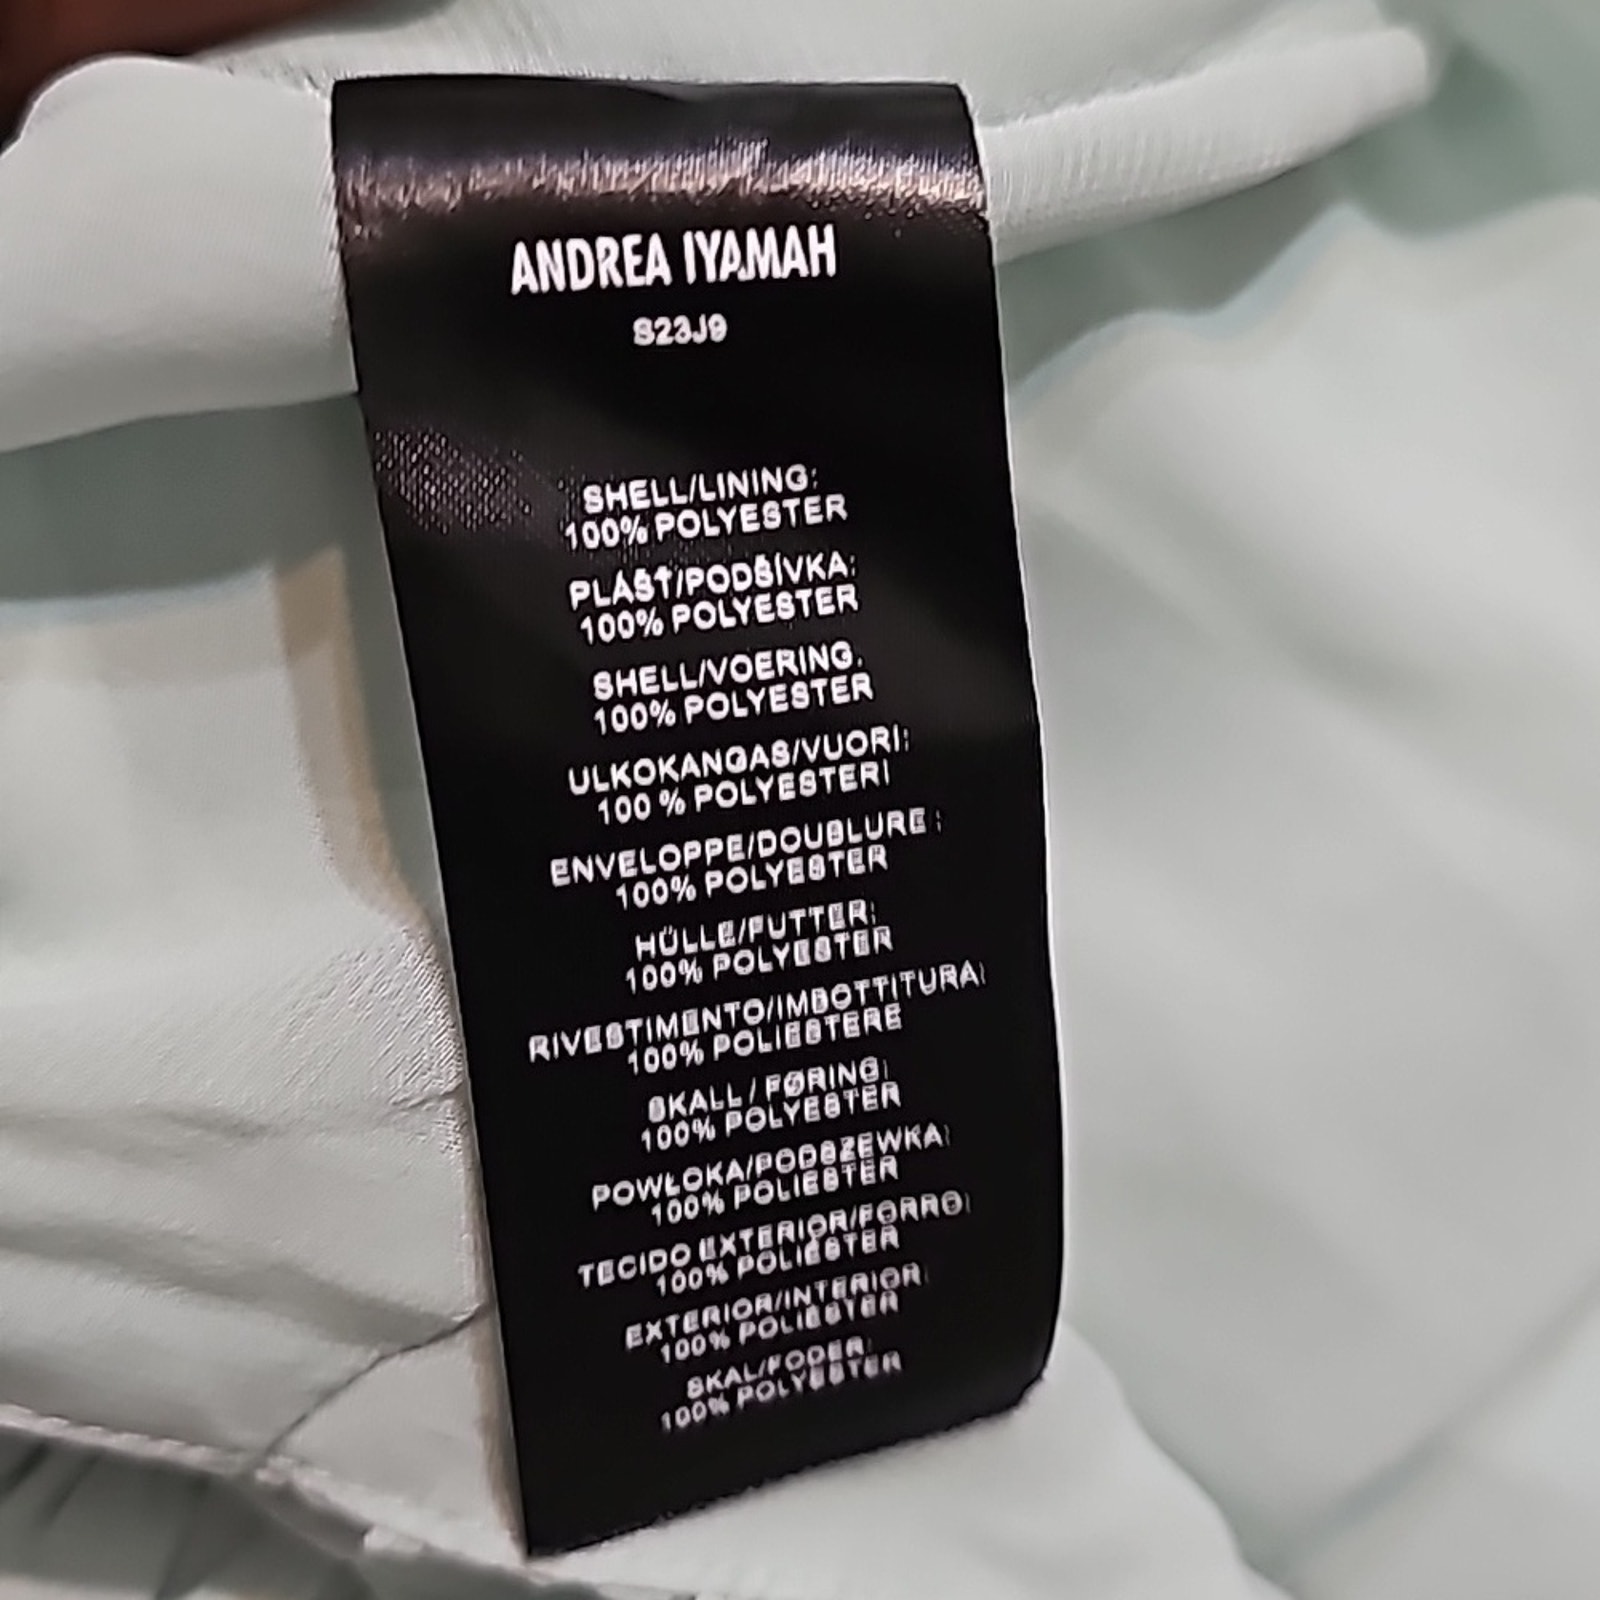 ANDREA IYAMAH
S23J9
SHELL/LINING:
100% POLYESTER
PLÁŠŤ/PODŠÍVKA:
100% POLYESTER
SHELL/VOERING:
100% POLYESTER
ULKOKANGAS/VUORI:
100 % POLYESTERI
ENVELOPPE/DOUBLURE :
100% POLYESTER
HÜLLE/FUTTER:
100% POLYESTER
RIVESTIMENTO/IMBOTTITURA:
100% POLIESTERE
SKALL / FØRING:
100% POLYESTER
POWŁOKA/PODSZEWKA:
100% POLIESTER
TECIDO EXTERIOR/FORRO:
100% POLIÉSTER
EXTERIOR/INTERIOR:
100% POLIÉSTER
SKAL/FODER:
100% POLYESTER